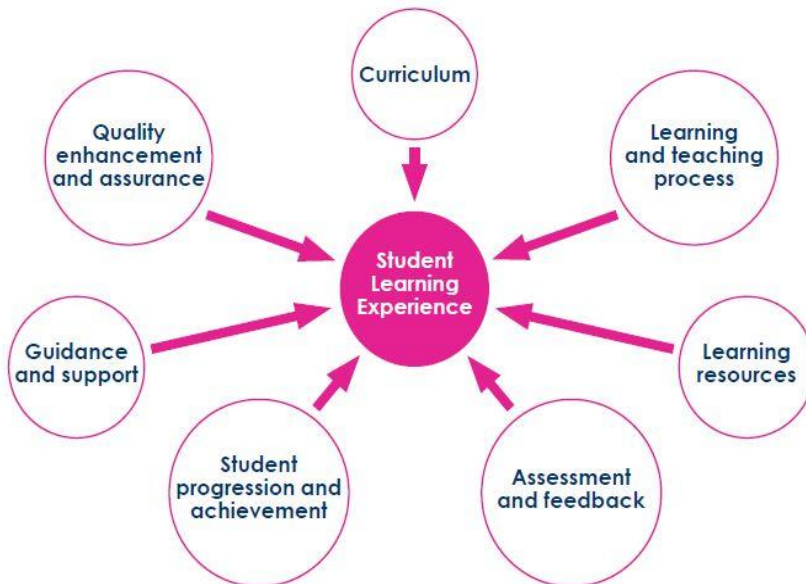 Curriculum
Quality
enhancement
and assurance
Learning
and teaching
process
Student
Learning
Experience
Guidance
and support
Learning
resources
Student
progression and
achievement
Assessment
and feedback